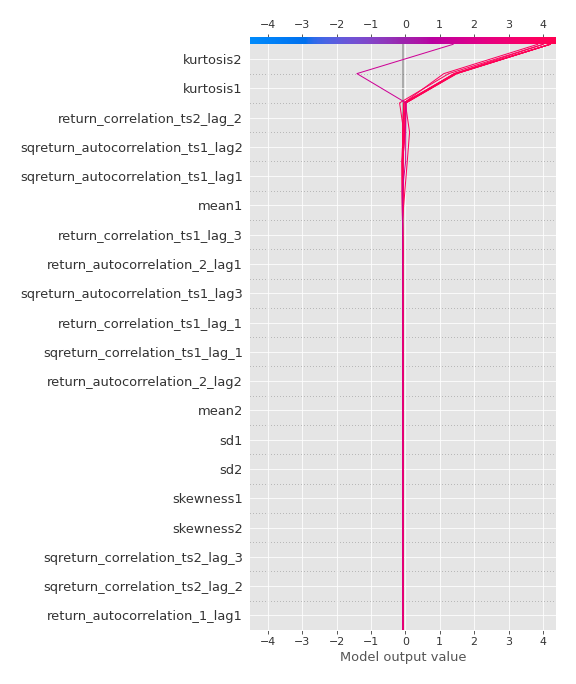 −4 −3 −2 −1 0 1 2 3 4
kurtosis2
kurtosis1
return_correlation_ts2_lag_2
sqreturn_autocorrelation_ts1_lag2
sqreturn_autocorrelation_ts1_lag1
mean1
return_correlation_ts1_lag_3
return_autocorrelation_2_lag1
sqreturn_autocorrelation_ts1_lag3
return_correlation_ts1_lag_1
sqreturn_correlation_ts1_lag_1
return_autocorrelation_2_lag2
mean2
sd1
sd2
skewness1
skewness2
sqreturn_correlation_ts2_lag_3
sqreturn_correlation_ts2_lag_2
return_autocorrelation_1_lag1
−4 −3 −2 −1 0 1 2 3 4
Model output value